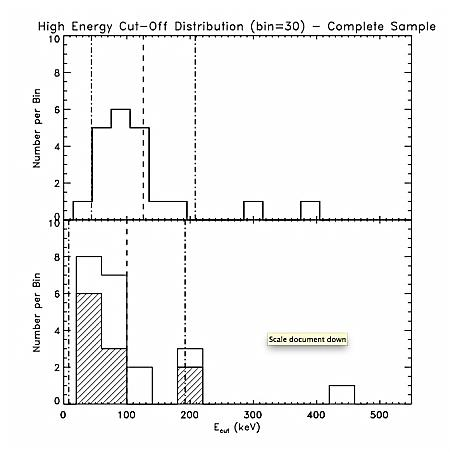 High Energy Cut-Off Distribution (bin=30) - Complete Sample
10
8
6
4
2
0
Number per Bin
10
8
6
4
2
0
Number per Bin
Scale document down
0 100 200 300 400 500
E_cut (keV)